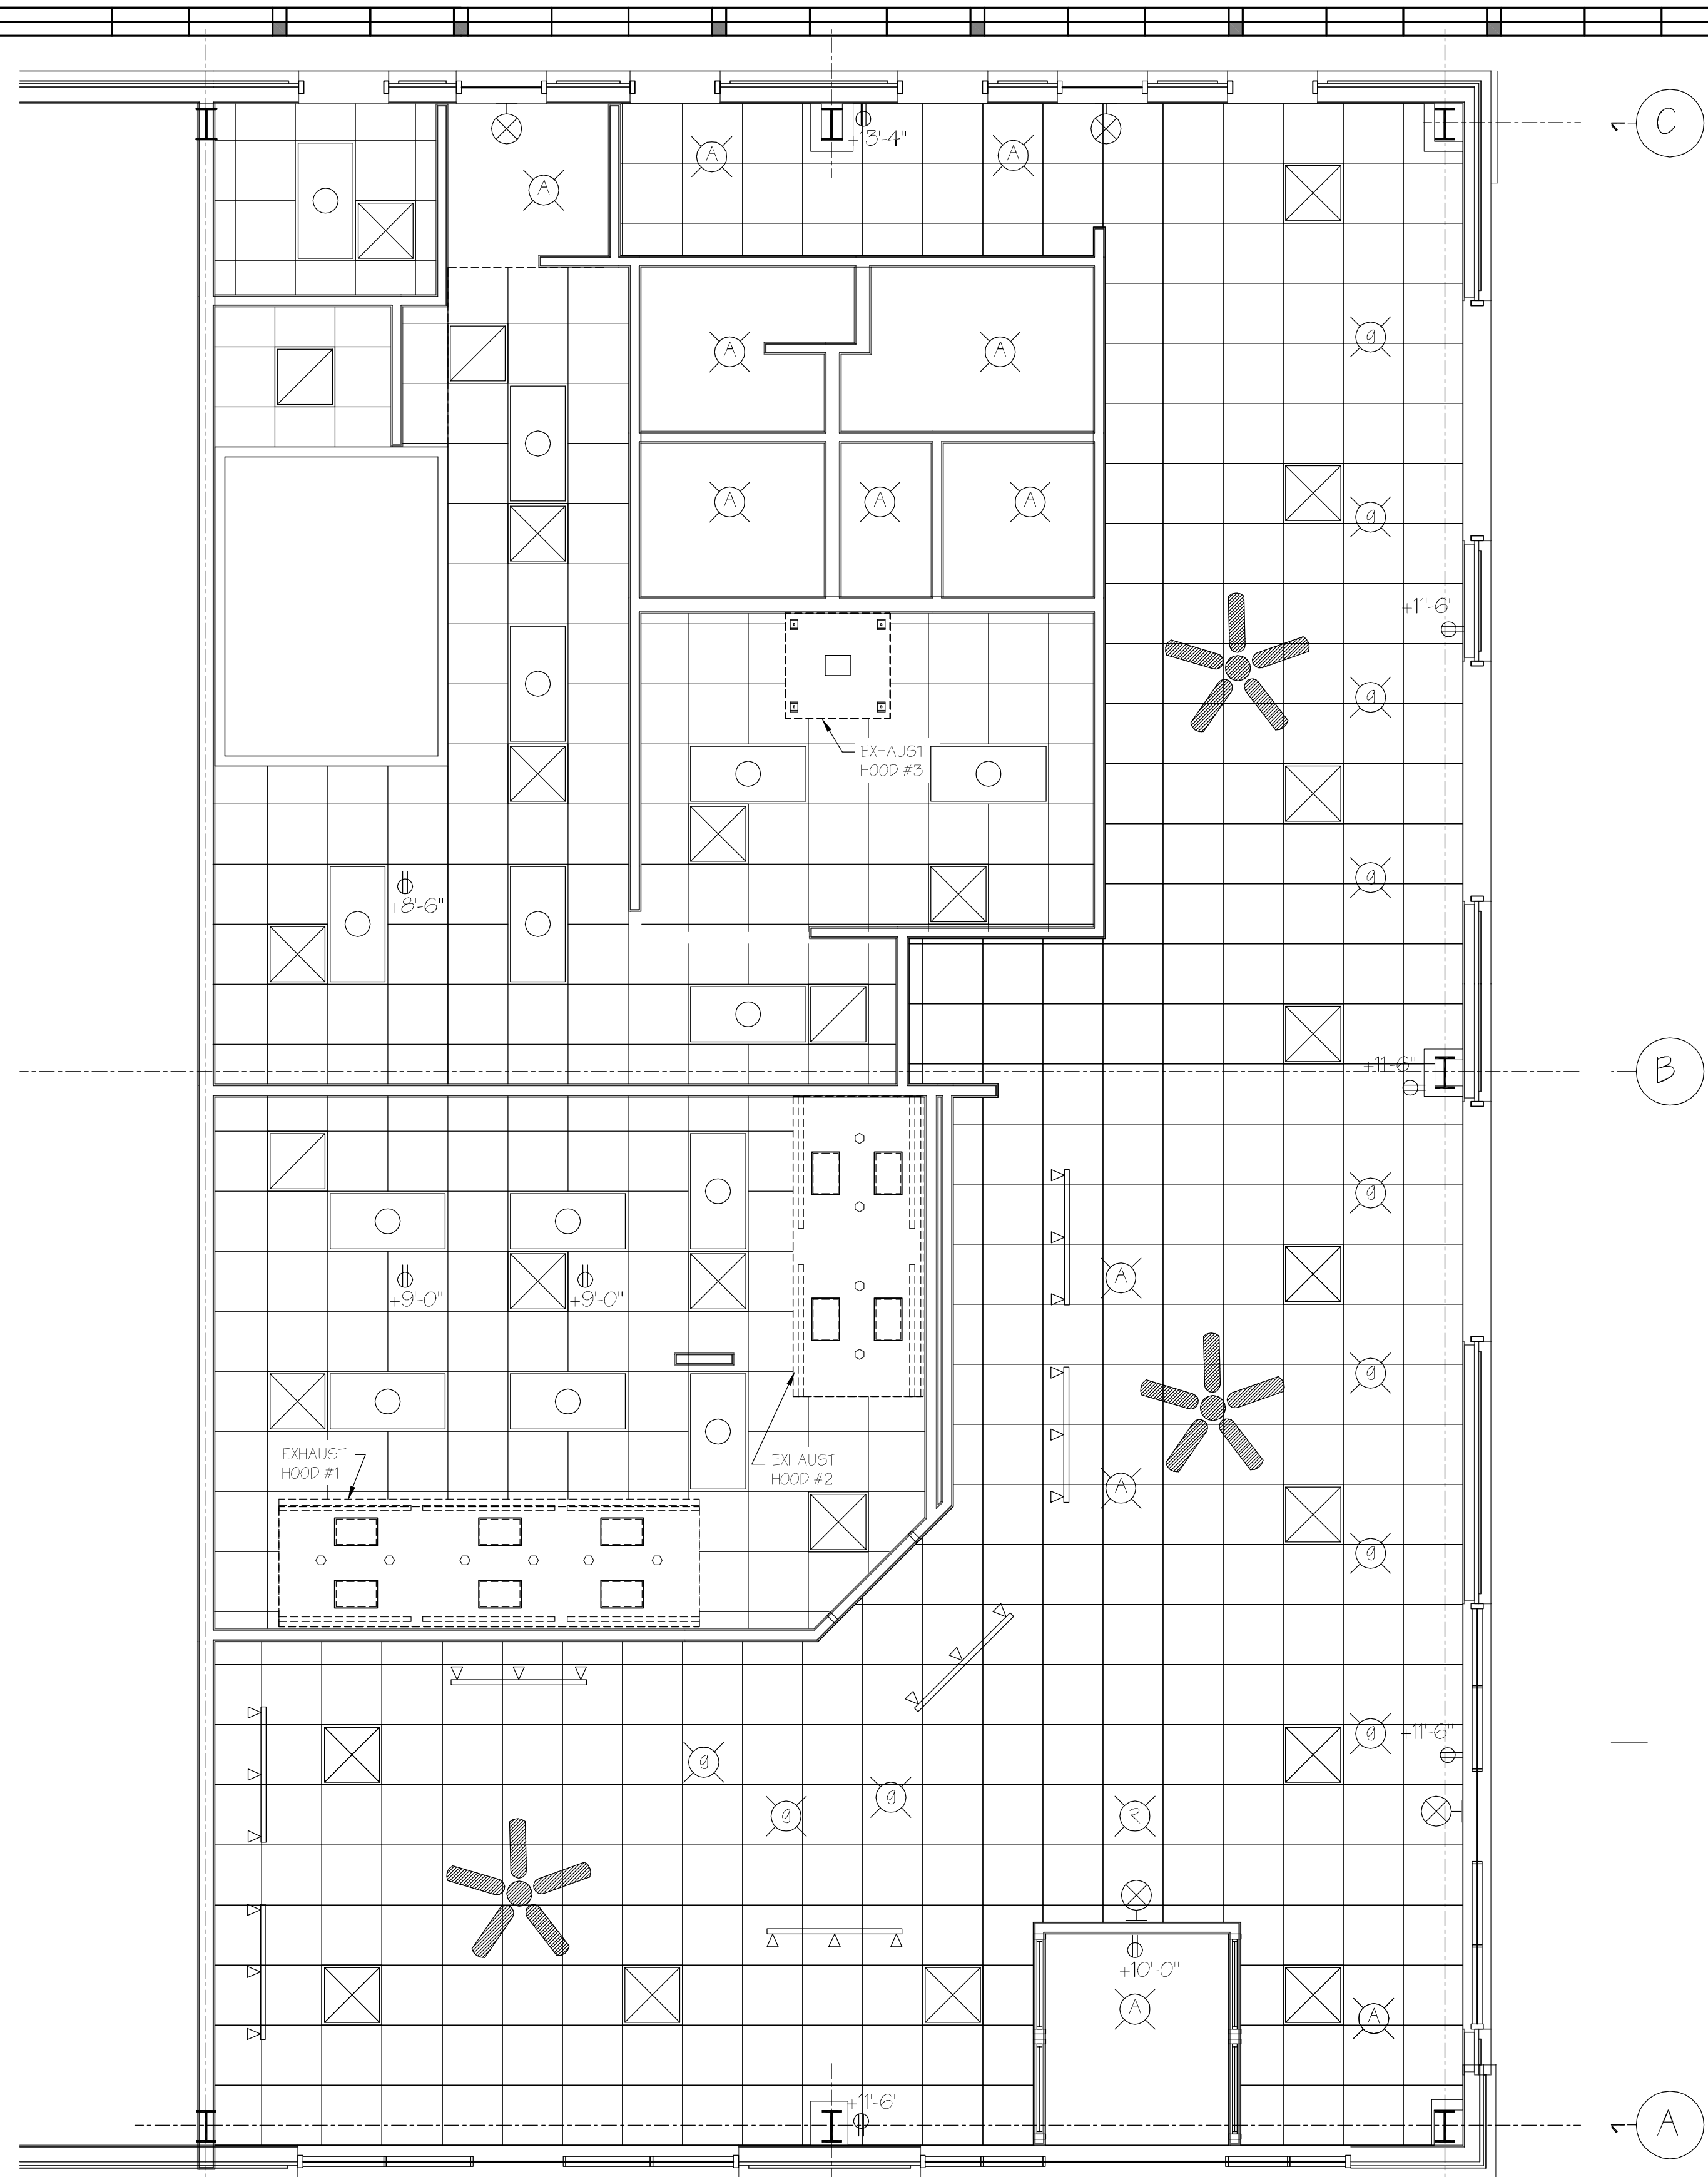 C
13'-4"
A
A
A
g
A
A
g
A
A
A
+11'-6"
g
EXHAUST
HOOD #3
g
+8'-6"
+11'-6"
B
g
A
+9'-0"
+9'-0"
g
EXHAUST
HOOD #1
EXHAUST
HOOD #2
A
g
g
+11'-6"
g
g
g
R
+10'-0"
A
A
+11'-6"
A